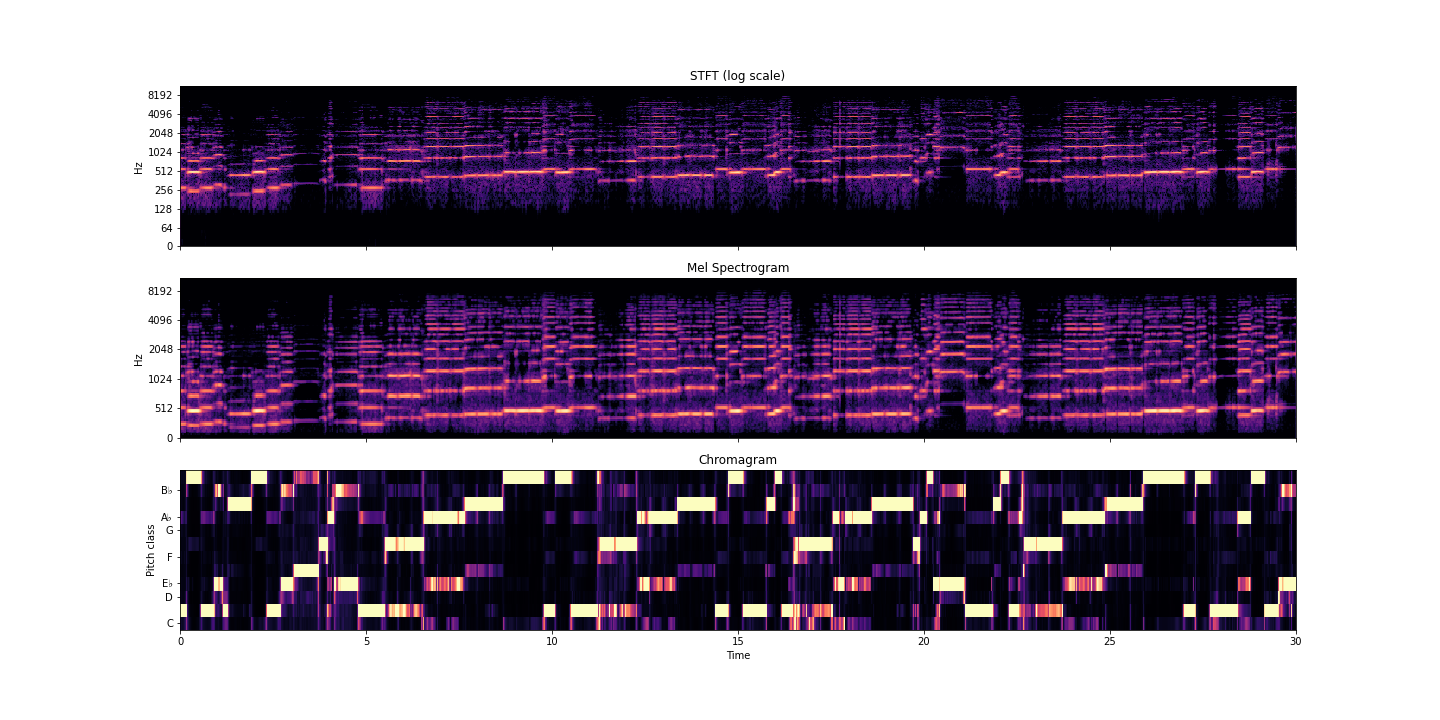 STFT (log scale)
8192
4096
2048
1024
512
256
128
64
0
Hz
Mel Spectrogram
8192
4096
2048
1024
512
0
Hz
Chromagram
B♭
A♭
G
F
E♭
D
C
Pitch class
0 5 10 15 20 25 30
Time